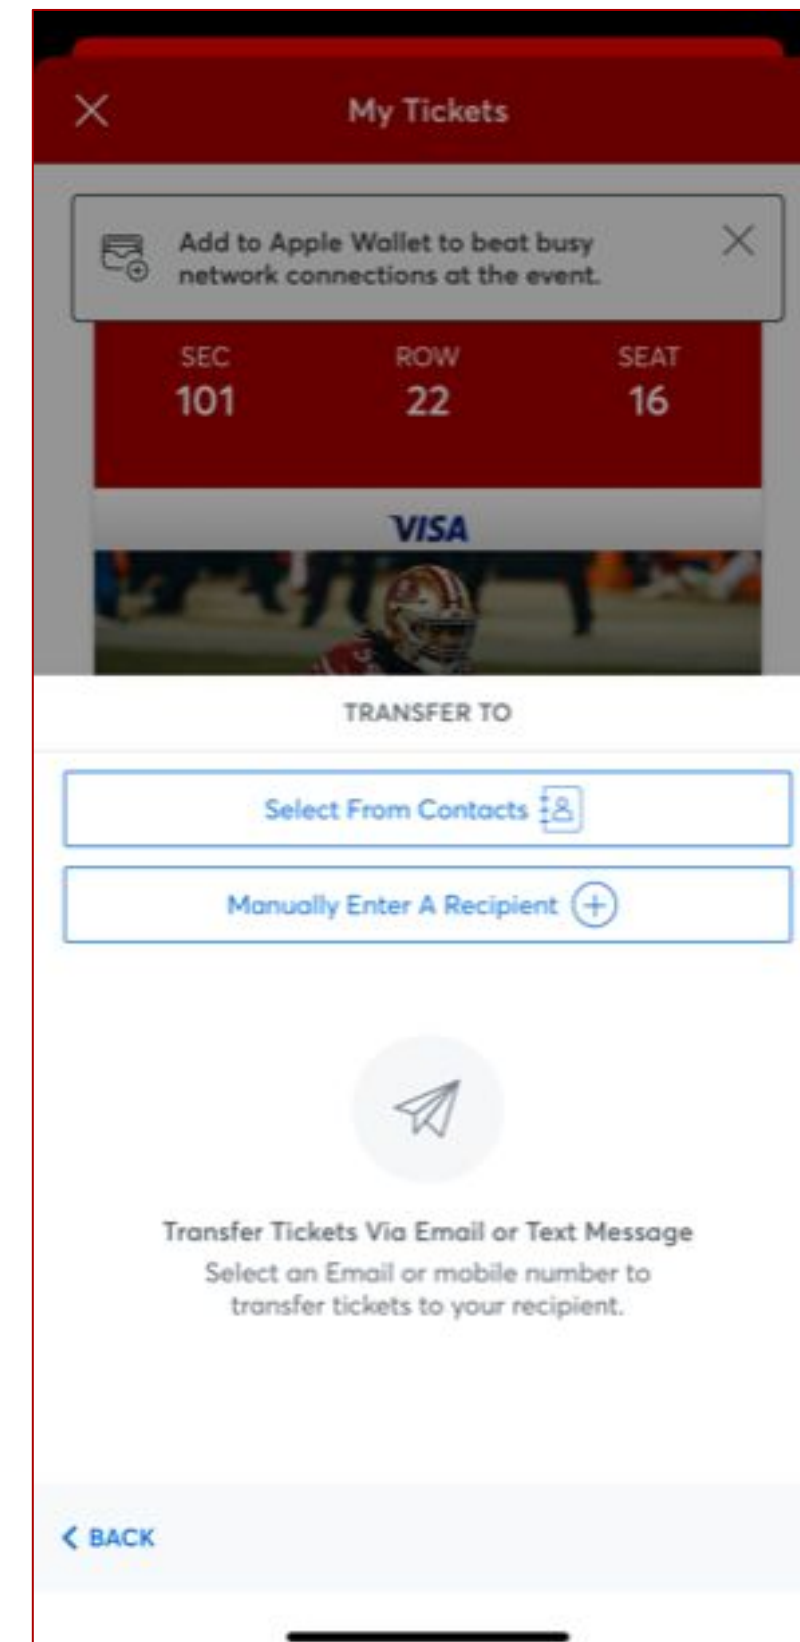 My Tickets
Add to Apple Wallet to beat busy
network connections at the event.
SEC ROW SEAT
101 22 16
VISA
TRANSFER TO
Select From Contacts
Manually Enter A Recipient
Transfer Tickets Via Email or Text Message
Select an Email or mobile number to
transfer tickets to your recipient.
BACK